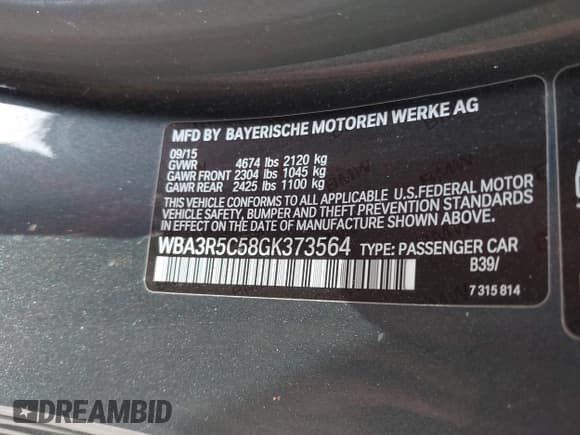 MFD BY BAYERISCHE MOTOREN WERKE AG
09/15
GVWR 4674 lbs 2120 kg
GAWR FRONT 2304 lbs 1045 kg
GAWR REAR 2425 lbs 1100 kg
THIS VEHICLE CONFORMS TO ALL APPLICABLE U.S.FEDERAL MOTOR
VEHICLE SAFETY, BUMPER AND THEFT PREVENTION STANDARDS
IN EFFECT ON THE DATE OF MANUFACTURE SHOWN ABOVE.
WBA3R5C58GK373564 TYPE: PASSENGER CAR
B39/
7 315 814
DREAMBID